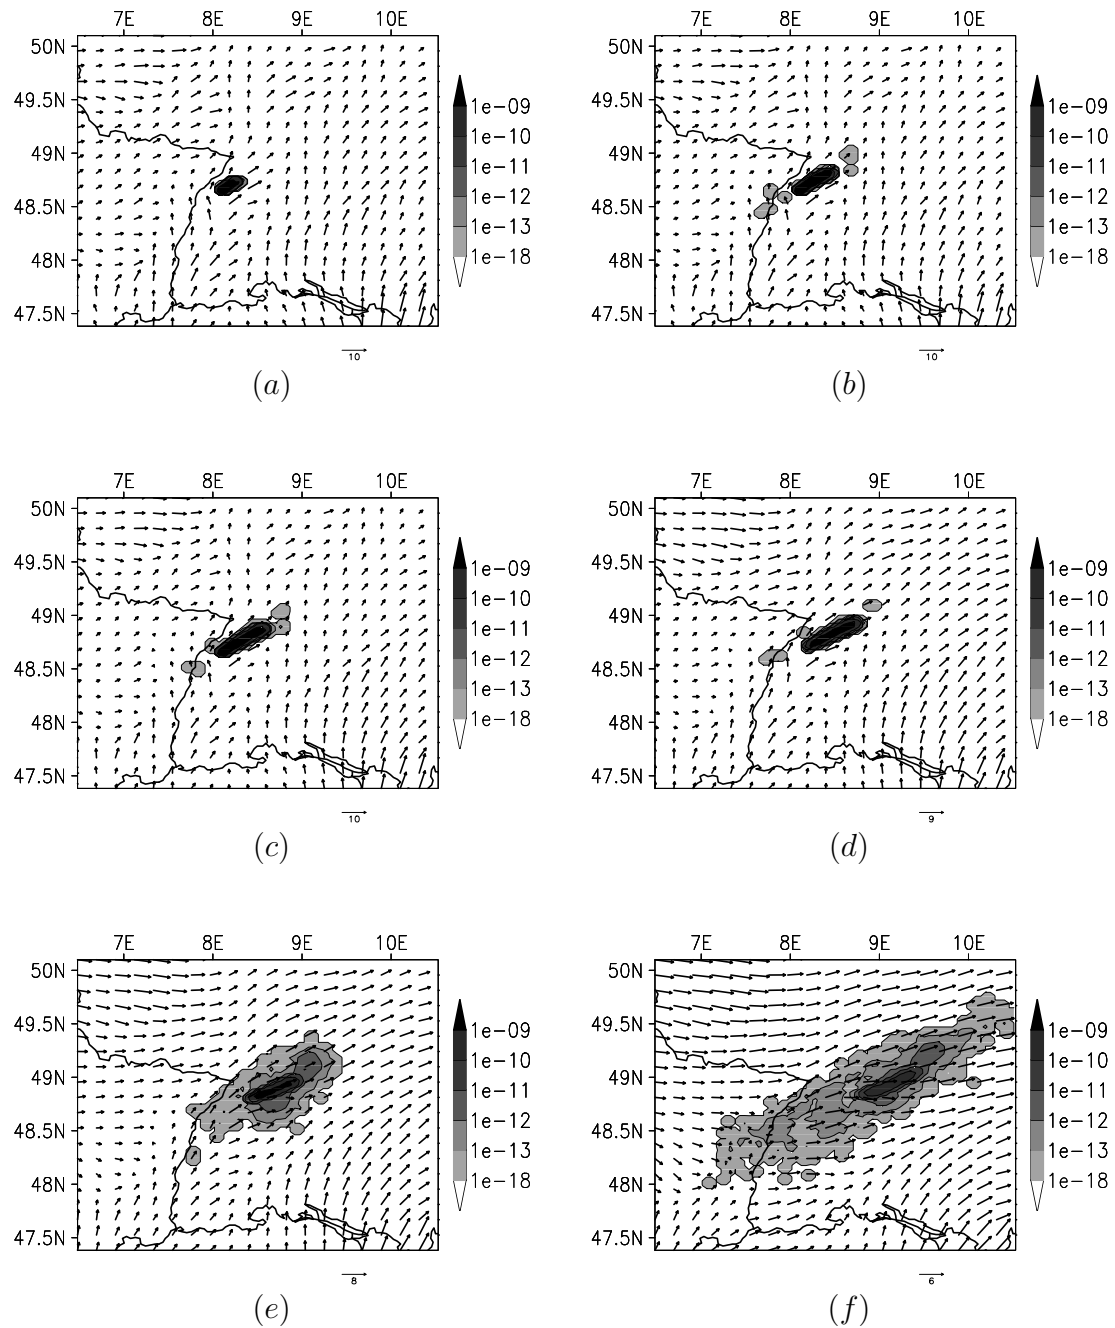 7E 8E 9E 10E
50N
49.5N
49N
48.5N
48N
47.5N
1e-09
1e-10
1e-11
1e-12
1e-13
1e-18
10
(a)
7E 8E 9E 10E
50N
49.5N
49N
48.5N
48N
47.5N
1e-09
1e-10
1e-11
1e-12
1e-13
1e-18
10
(b)
7E 8E 9E 10E
50N
49.5N
49N
48.5N
48N
47.5N
1e-09
1e-10
1e-11
1e-12
1e-13
1e-18
10
(c)
7E 8E 9E 10E
50N
49.5N
49N
48.5N
48N
47.5N
1e-09
1e-10
1e-11
1e-12
1e-13
1e-18
9
(d)
7E 8E 9E 10E
50N
49.5N
49N
48.5N
48N
47.5N
1e-09
1e-10
1e-11
1e-12
1e-13
1e-18
8
(e)
7E 8E 9E 10E
50N
49.5N
49N
48.5N
48N
47.5N
1e-09
1e-10
1e-11
1e-12
1e-13
1e-18
6
(f)